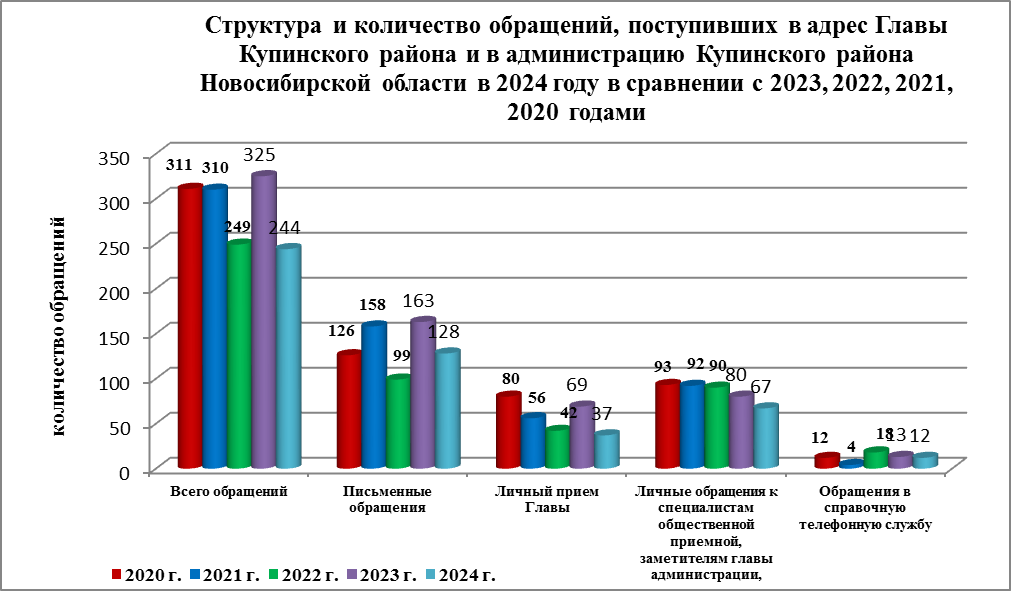 Структура и количество обращений, поступивших в адрес Главы
Купинского района и в администрацию Купинского района
Новосибирской области в 2024 году в сравнении с 2023, 2022, 2021,
2020 годами
количество обращений
350
300
250
200
150
100
50
0
311 310 249 325 244
126 158 99 163 128
80 56 42 69 37
93 92 90 80 67
12 4 18 13 12
Всего обращений
Письменные
обращения
Личный прием
Главы
Личные обращения к
специалистам
общественной
приемной,
заметителям главы
администрации,
Обращения в
справочную
телефонную службу
2020 г. 2021 г. 2022 г. 2023 г. 2024 г.